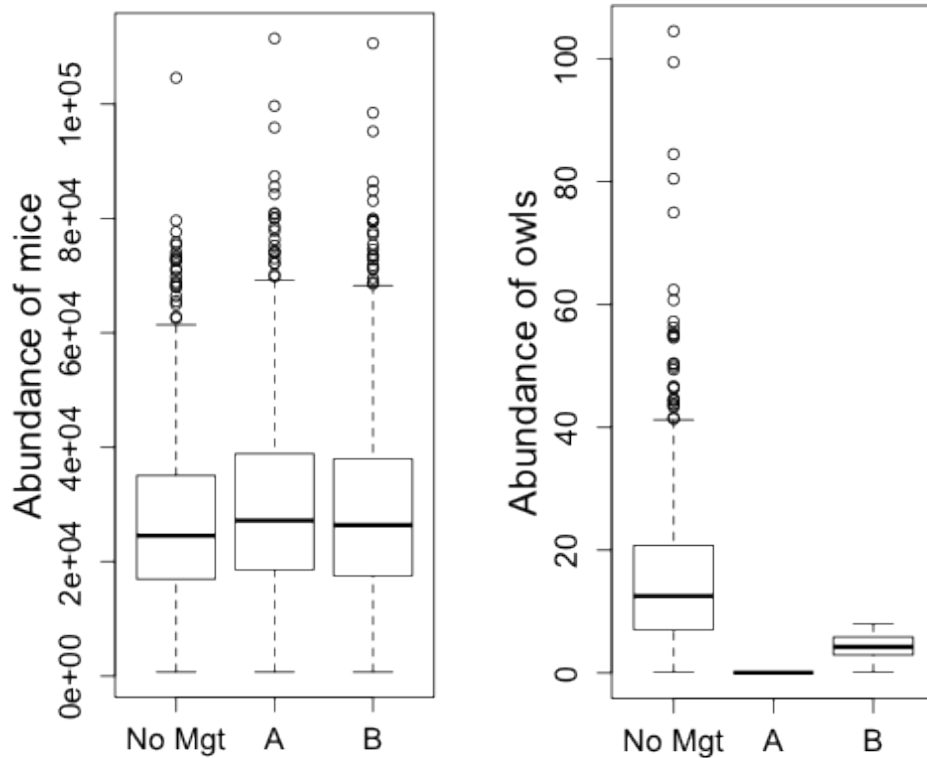 Abundance of mice
1e+05
8e+04
6e+04
4e+04
2e+04
0e+00
No Mgt A B
Abundance of owls
100
80
60
40
20
0
No Mgt A B